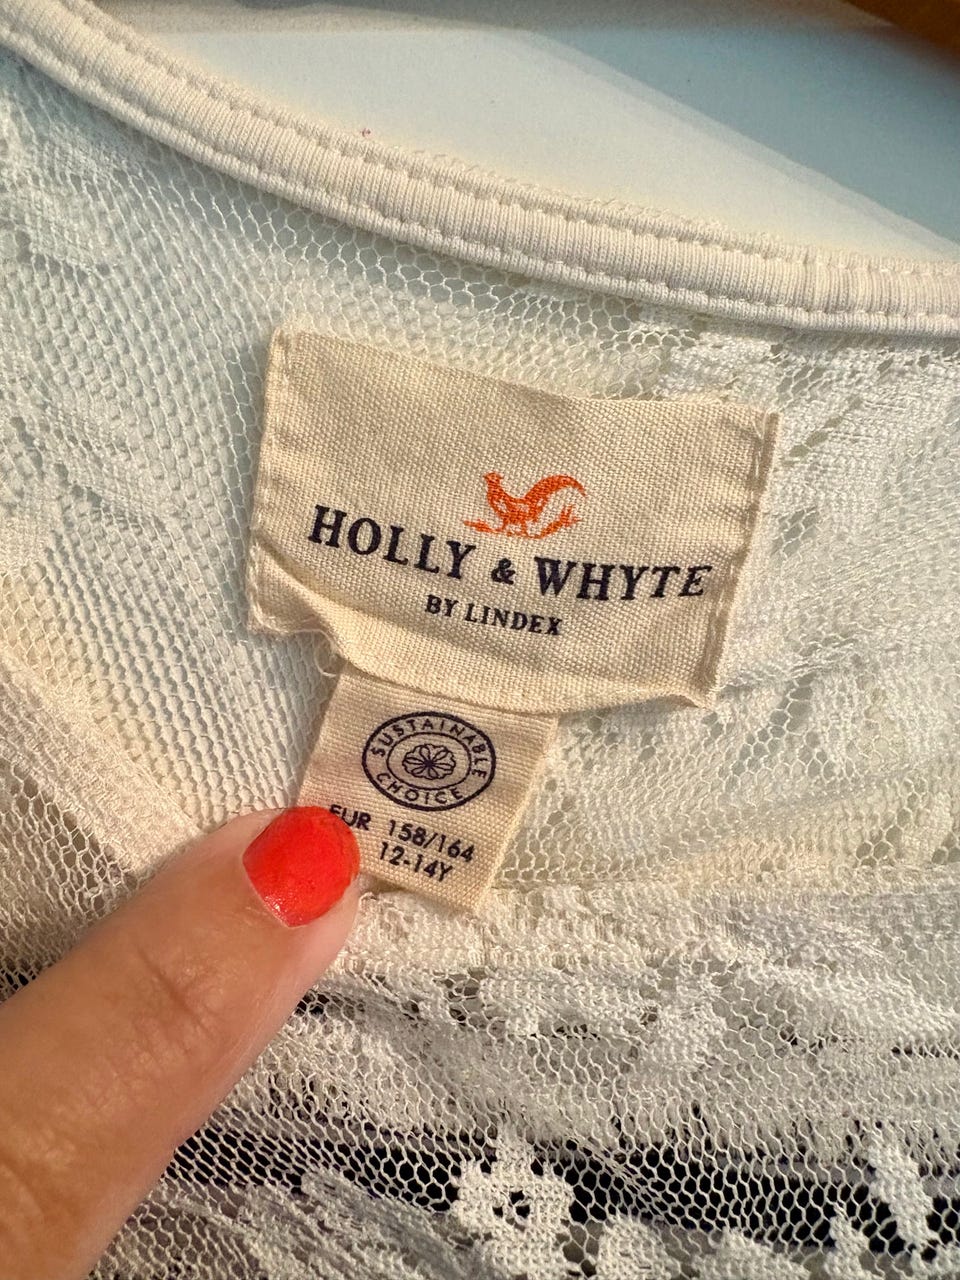 HOLLY & WHYTE
BY LINDEX
SUSTAINABLE
CHOICE
EUR 158/164
12-14Y